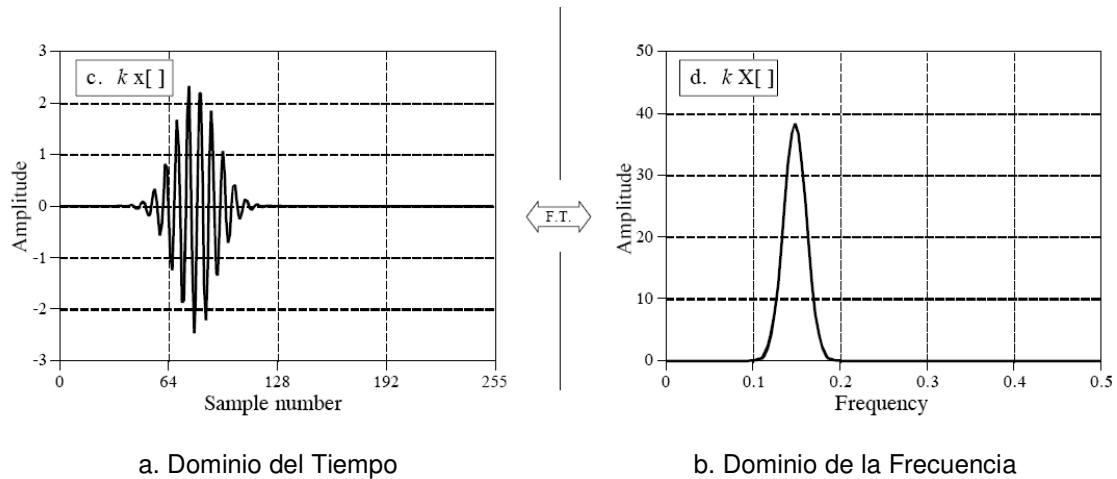 c. k x[ ]
3
2
1
0
-1
-2
-3
Amplitude
0 64 128 192 255
Sample number
F.T.
d. k X[ ]
50
40
30
20
10
0
Amplitude
0 0.1 0.2 0.3 0.4 0.5
Frequency
a. Dominio del Tiempo
b. Dominio de la Frecuencia